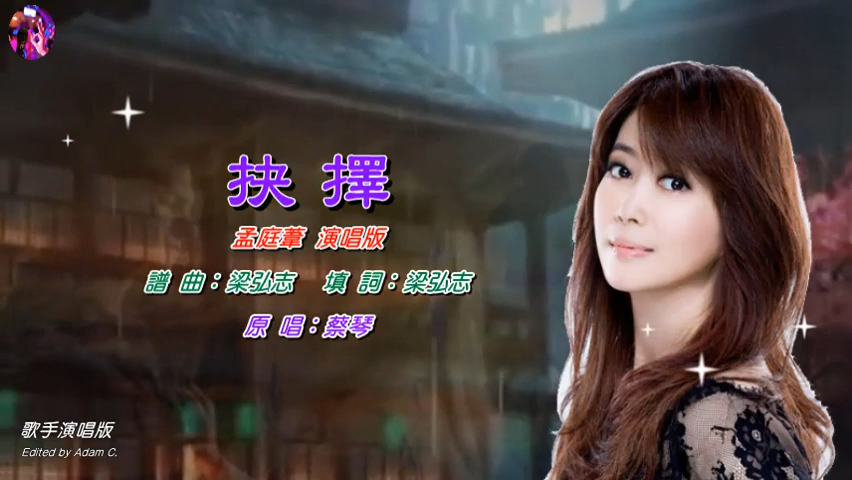 抉 擇
孟庭葦 演唱版
譜 曲：梁弘志 填 詞：梁弘志
原 唱：蔡琴
歌手演唱版
Edited by Adam C.